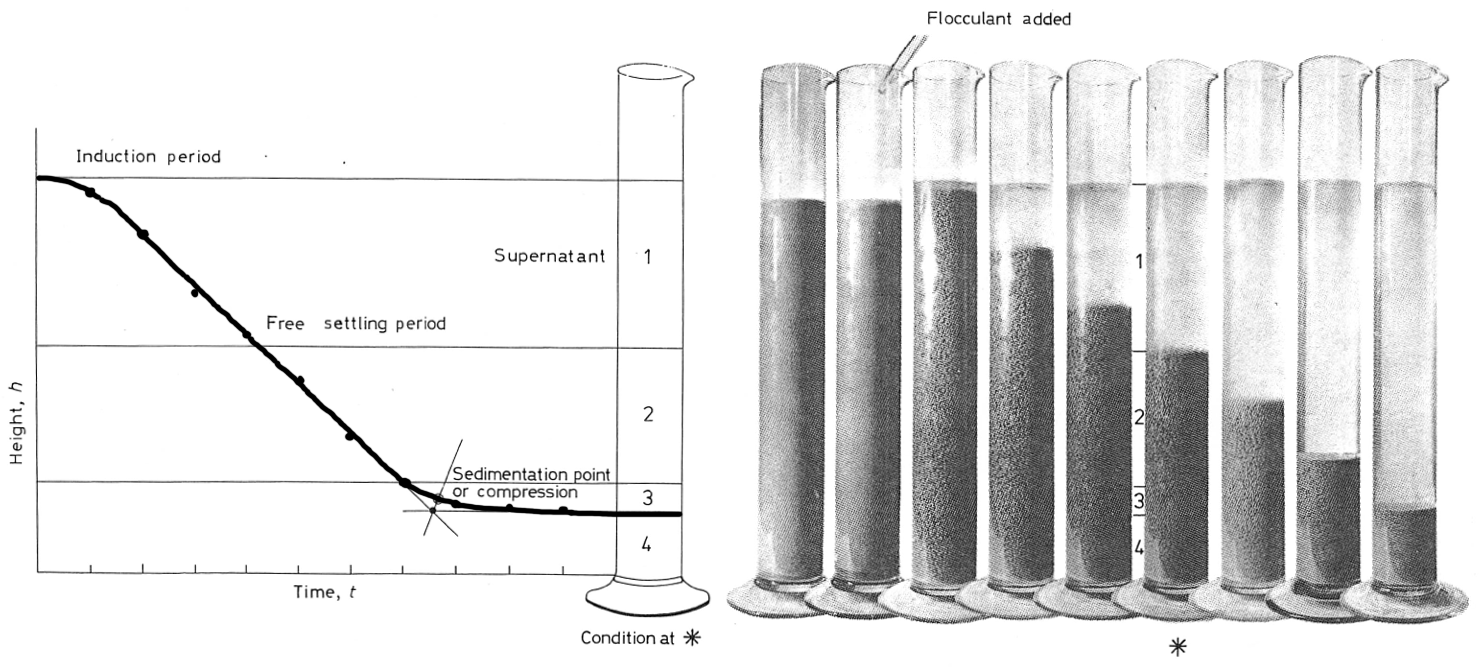 Flocculant added
Induction period
Supernatant
1
Free settling period
2
Sedimentation point
or compression
3
4
Height, h
Time, t
Condition at *
1
2
3
4
*